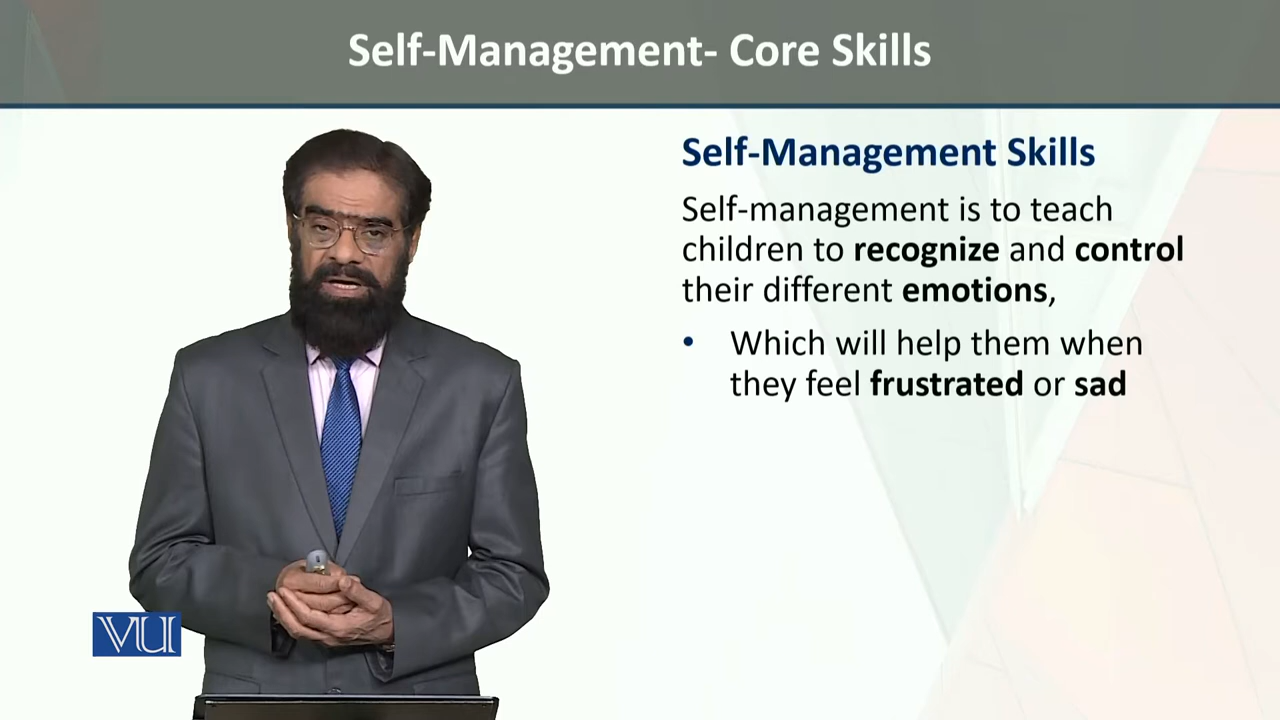 Self-Management- Core Skills
Self-Management Skills
Self-management is to teach
children to recognize and control
their different emotions,
• Which will help them when
they feel frustrated or sad
VU